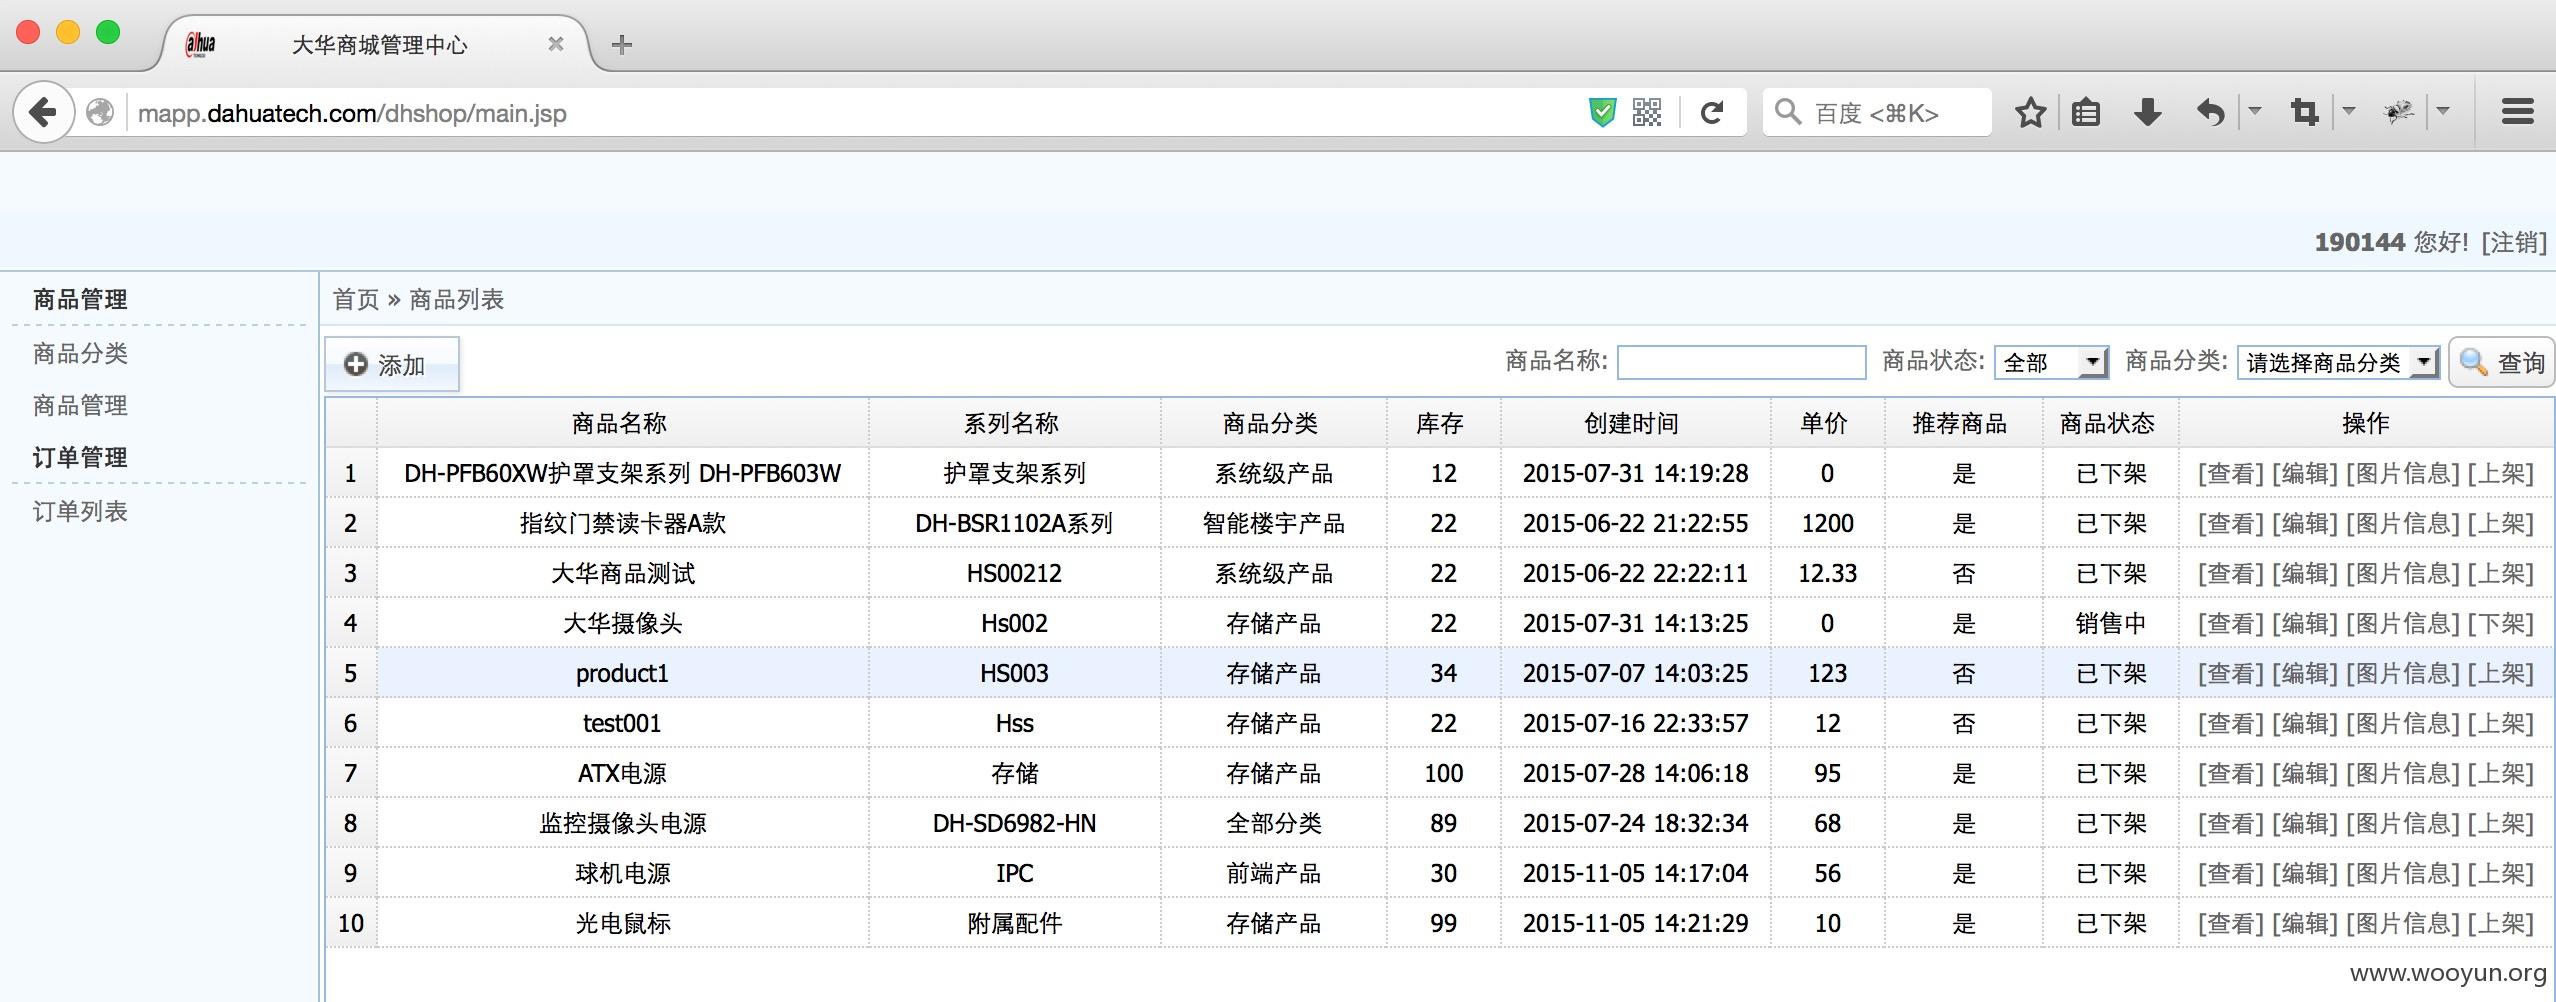 alhua
大华商城管理中心
mapp.dahuatech.com/dhshop/main.jsp
百度 <⌘K>
190144 您好! [注销]
商品管理
商品分类
商品管理
订单管理
订单列表
首页 » 商品列表
添加 商品名称: 商品状态: 全部 商品分类: 请选择商品分类 查询
商品名称 系列名称 商品分类 库存 创建时间 单价 推荐商品 商品状态 操作
1 DH-PFB60XW护罩支架系列 DH-PFB603W 护罩支架系列 系统级产品 12 2015-07-31 14:19:28 0 是 已下架 [查看] [编辑] [图片信息] [上架]
2 指纹门禁读卡器A款 DH-BSR1102A系列 智能楼宇产品 22 2015-06-22 21:22:55 1200 是 已下架 [查看] [编辑] [图片信息] [上架]
3 大华商品测试 HS00212 系统级产品 22 2015-06-22 22:22:11 12.33 否 已下架 [查看] [编辑] [图片信息] [上架]
4 大华摄像头 Hs002 存储产品 22 2015-07-31 14:13:25 0 是 销售中 [查看] [编辑] [图片信息] [下架]
5 product1 HS003 存储产品 34 2015-07-07 14:03:25 123 否 已下架 [查看] [编辑] [图片信息] [上架]
6 test001 Hss 存储产品 22 2015-07-16 22:33:57 12 否 已下架 [查看] [编辑] [图片信息] [上架]
7 ATX电源 存储 存储产品 100 2015-07-28 14:06:18 95 是 已下架 [查看] [编辑] [图片信息] [上架]
8 监控摄像头电源 DH-SD6982-HN 全部分类 89 2015-07-24 18:32:34 68 是 已下架 [查看] [编辑] [图片信息] [上架]
9 球机电源 IPC 前端产品 30 2015-11-05 14:17:04 56 是 已下架 [查看] [编辑] [图片信息] [上架]
10 光电鼠标 附属配件 存储产品 99 2015-11-05 14:21:29 10 是 已下架 [查看] [编辑] [图片信息] [上架]
www.wooyun.org